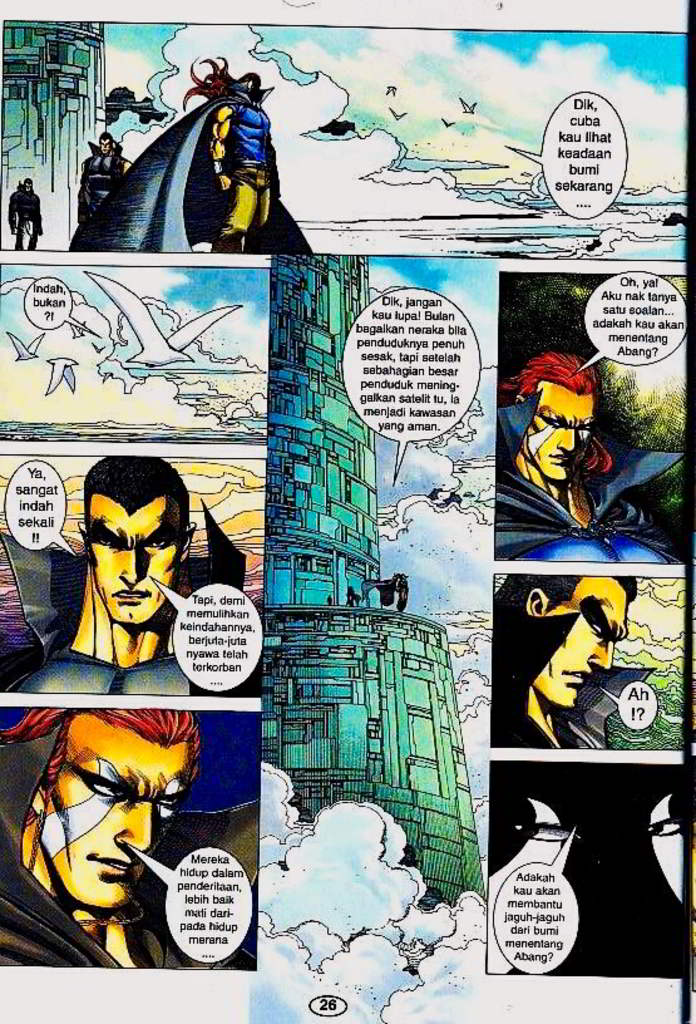 Dik,
cuba
kau lihat
keadaan
bumi
sekarang
....
Indah,
bukan
?!
Ya,
sangat
indah
sekali
!!
Tapi, demi
memulihkan
keindahannya,
berjuta-juta
nyawa telah
terkorban
....
Mereka
hidup dalam
penderitaan,
lebih baik
mati dari-
pada hidup
merana
....
Dik, jangan
kau lupa! Bulan
bagaikan neraka bila
penduduknya penuh
sesak, tapi setelah
sebahagian besar
penduduk mening-
galkan satelit tu, ia
menjadi kawasan
yang aman.
Oh, ya!
Aku nak tanya
satu soalan...
adakah kau akan
menentang
Abang?
Ah
!?
Adakah
kau akan
membantu
jaguh-jaguh
dari bumi
menentang
Abang?
26